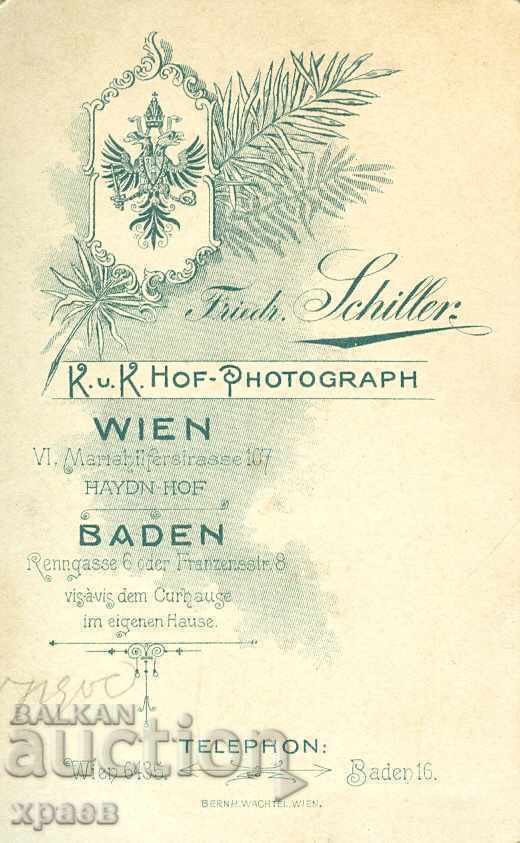 Friedr. Schiller.
K.u.K. HOF-PHOTOGRAPH
WIEN
VI. Mariahilferstrasse 107
HAYDN HOF
BADEN
Renngasse 6 oder Franzensstr. 8
vis-à-vis dem Curhause
im eigenen Hause.
BALKAN
auction
TELEPHON:
Wien 6435. Baden 16.
храов
BERNH. WACHTEL, WIEN.